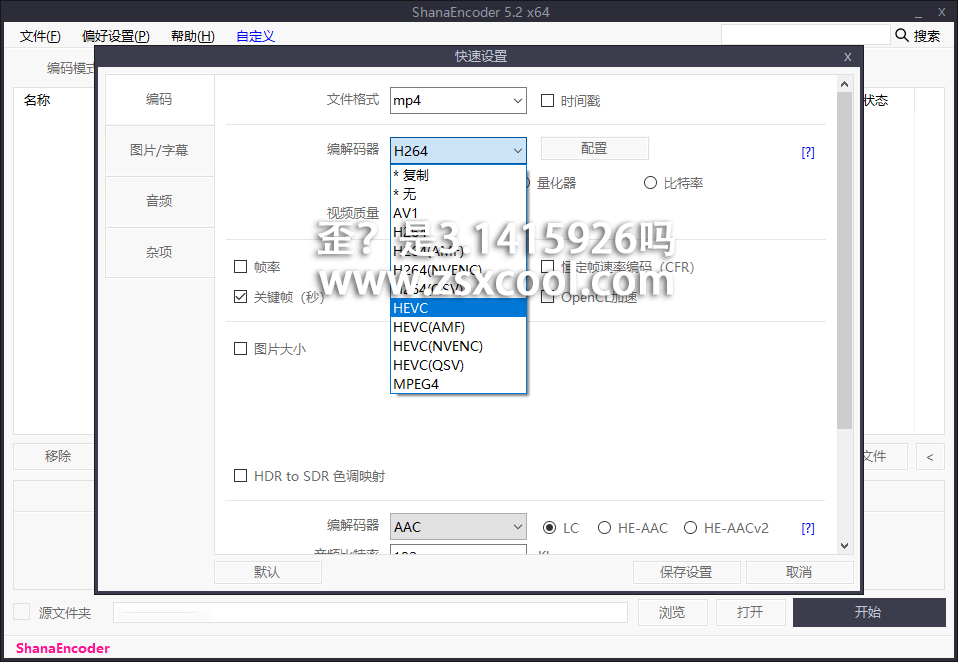 ShanaEncoder 5.2 x64
_ X
文件(F) 偏好设置(P) 帮助(H) 自定义 搜索
快速设置 X
编码模式
名称 状态
编码
图片/字幕
音频
杂项
文件格式 mp4 时间戳
编解码器 H264 配置 [?]
* 复制 量化器 比特率
* 无
视频质量 AV1
H264
歪?是3.1415926吗
H264(AMF)
帧率 H264(NVENC) 恒定帧速率编码 (CFR)
www.zsxcool.com
关键帧 (秒) H264(QSV) OpenCL加速
HEVC
HEVC(AMF)
图片大小 HEVC(NVENC)
HEVC(QSV)
MPEG4
移除 文件 <
HDR to SDR 色调映射
编解码器 AAC LC HE-AAC HE-AACv2 [?]
音频比特率 192
默认 保存设置 取消
源文件夹 浏览 打开 开始
ShanaEncoder